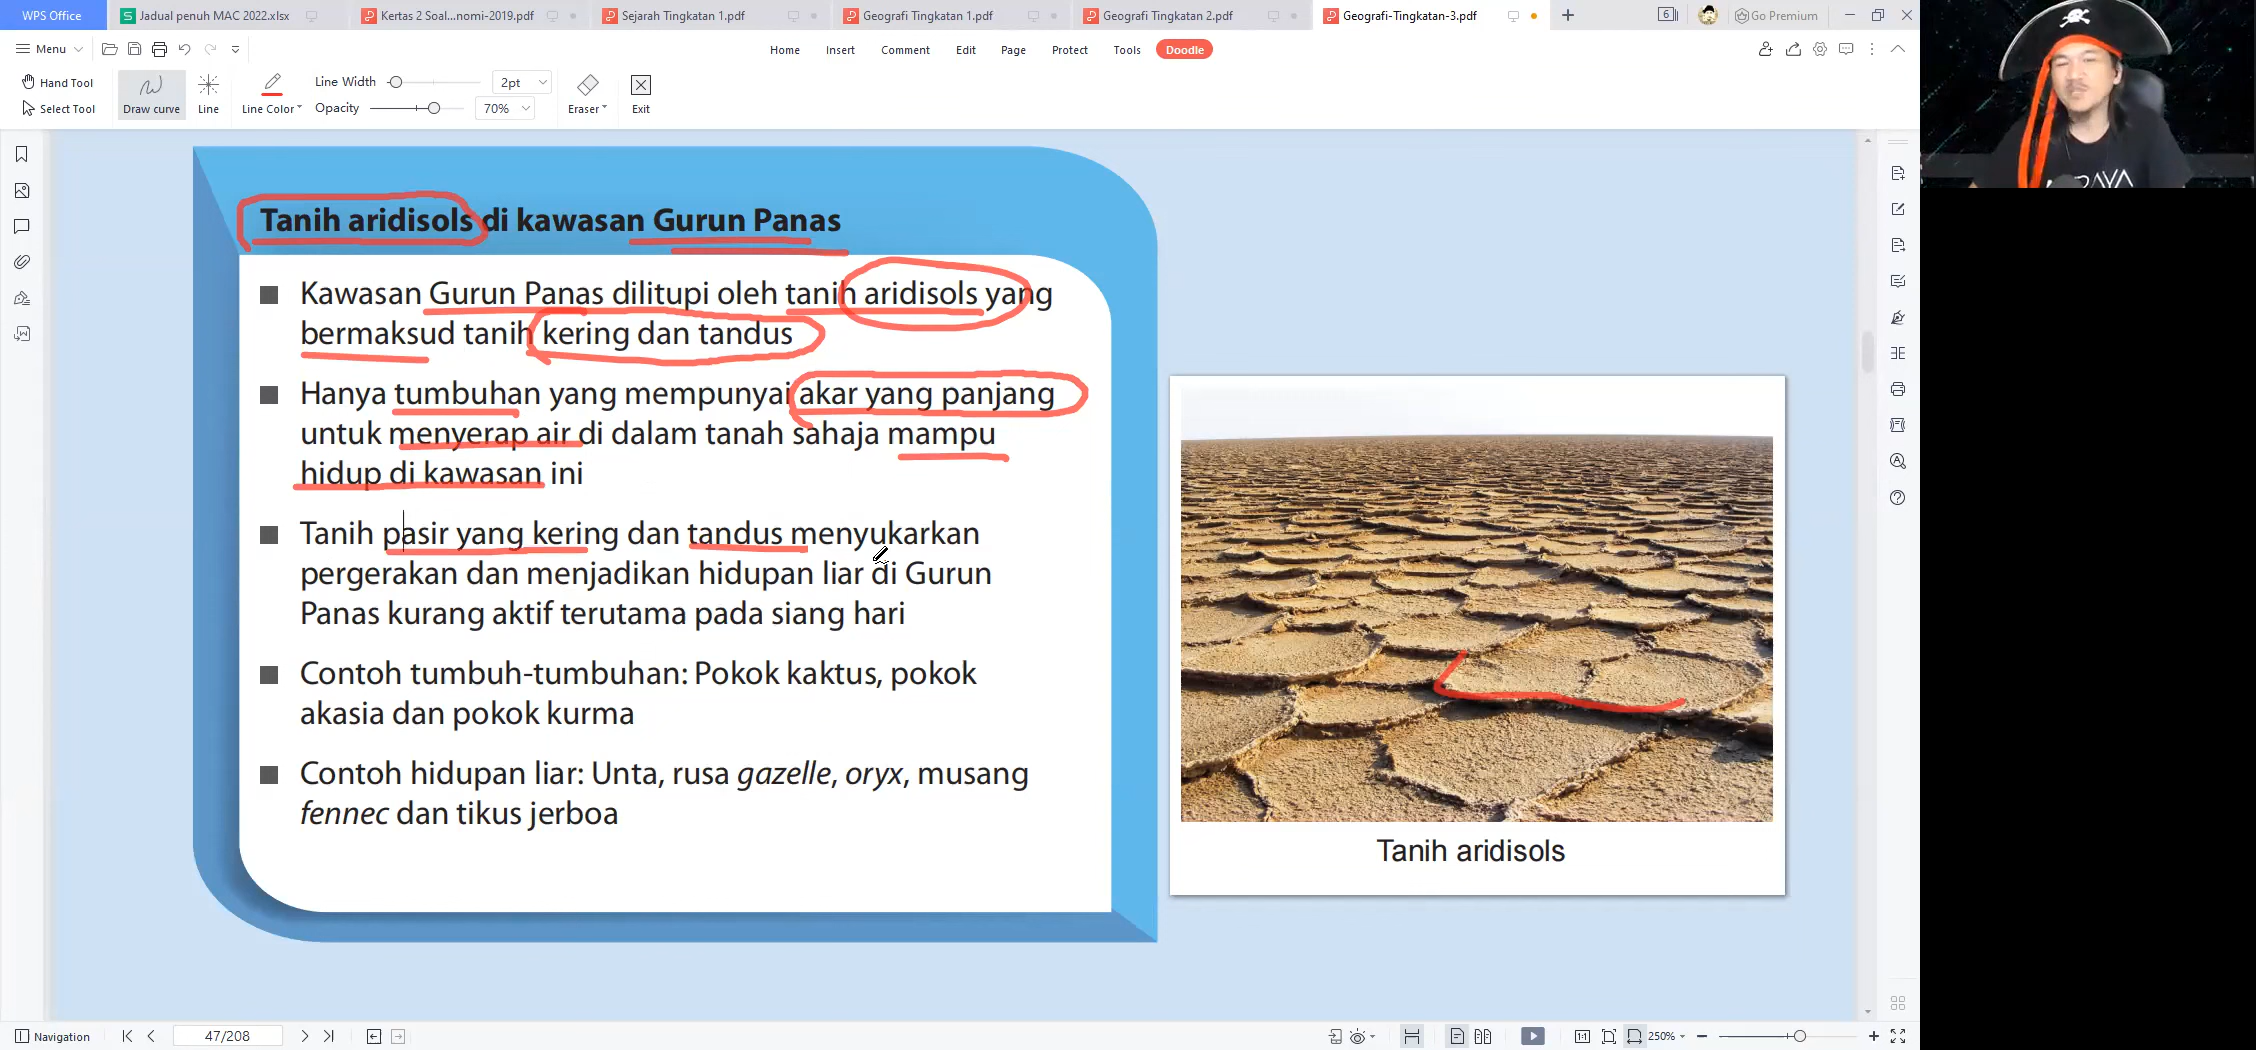 WPS Office
Jadual penuh MAC 2022.xlsx
Kertas 2 Soal...nomi-2019.pdf
Sejarah Tingkatan 1.pdf
Geografi Tingkatan 1.pdf
Geografi Tingkatan 2.pdf
Geografi-Tingkatan-3.pdf
6
Go Premium
Menu
Home
Insert
Comment
Edit
Page
Protect
Tools
Doodle
Hand Tool
Select Tool
Draw curve
Line
Line Color
Line Width
2pt
Opacity
70%
Eraser
Exit
Tanih aridisols di kawasan Gurun Panas
Kawasan Gurun Panas dilitupi oleh tanih aridisols yang
bermaksud tanih kering dan tandus
Hanya tumbuhan yang mempunyai akar yang panjang
untuk menyerap air di dalam tanah sahaja mampu
hidup di kawasan ini
Tanih pasir yang kering dan tandus menyukarkan
pergerakan dan menjadikan hidupan liar di Gurun
Panas kurang aktif terutama pada siang hari
Contoh tumbuh-tumbuhan: Pokok kaktus, pokok
akasia dan pokok kurma
Contoh hidupan liar: Unta, rusa gazelle, oryx, musang
fennec dan tikus jerboa
Tanih aridisols
Navigation
47/208
1:1
250%